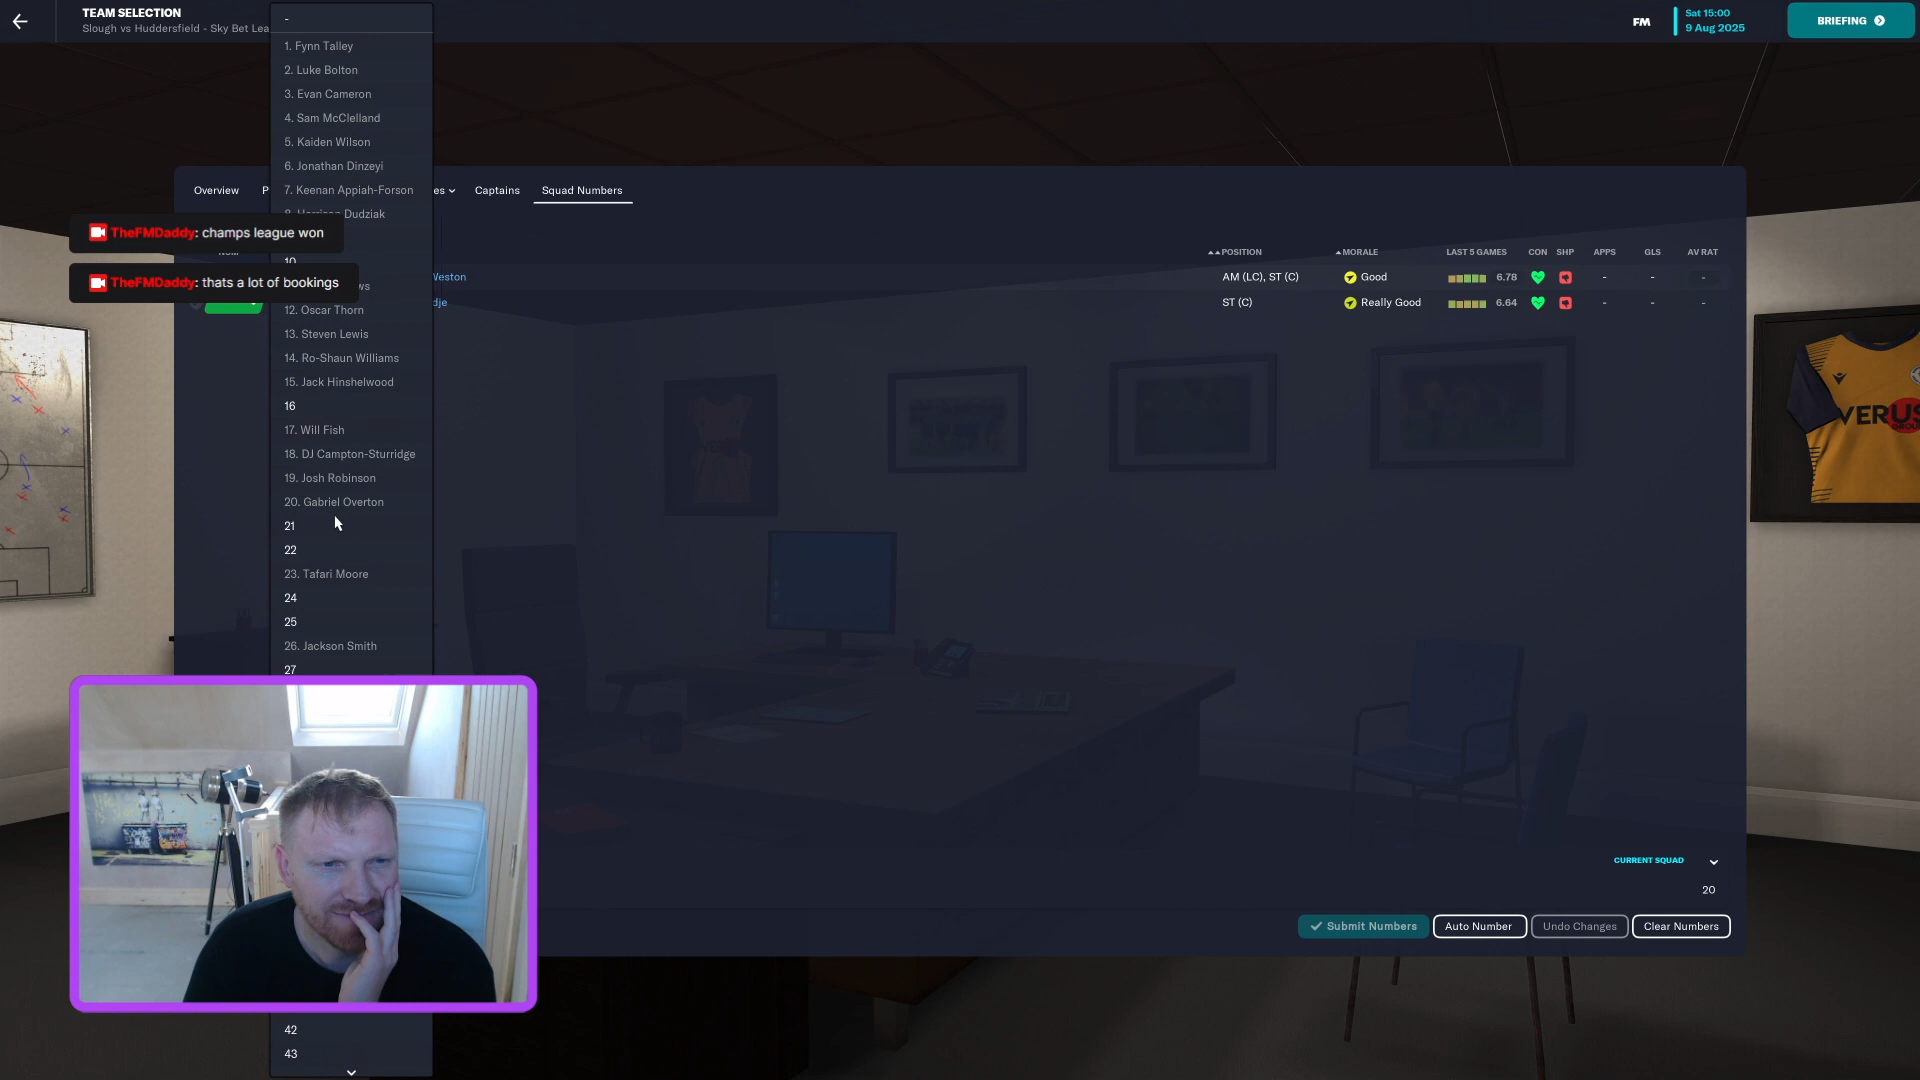 TEAM SELECTION
Slough vs Huddersfield - Sky Bet Lea
FM
Sat 15:00
9 Aug 2025
BRIEFING
-
1. Fynn Talley
2. Luke Bolton
3. Evan Cameron
4. Sam McClelland
5. Kaiden Wilson
6. Jonathan Dinzeyi
7. Keenan Appiah-Forson
8. Harrison Dudziak
10
12. Oscar Thorn
13. Steven Lewis
14. Ro-Shaun Williams
15. Jack Hinshelwood
16
17. Will Fish
18. DJ Campton-Sturridge
19. Josh Robinson
20. Gabriel Overton
21
22
23. Tafari Moore
24
25
26. Jackson Smith
27
42
43
Overview
P
es
Captains
Squad Numbers
TheFMDaddy: champs league won
TheFMDaddy: thats a lot of bookings
POSITION MORALE LAST 5 GAMES CON SHP APPS GLS AV RAT
Weston AM (LC), ST (C) Good 6.78 - - -
dje ST (C) Really Good 6.64 - - -
VERUS
GROUP
CURRENT SQUAD
20
Submit Numbers
Auto Number
Undo Changes
Clear Numbers